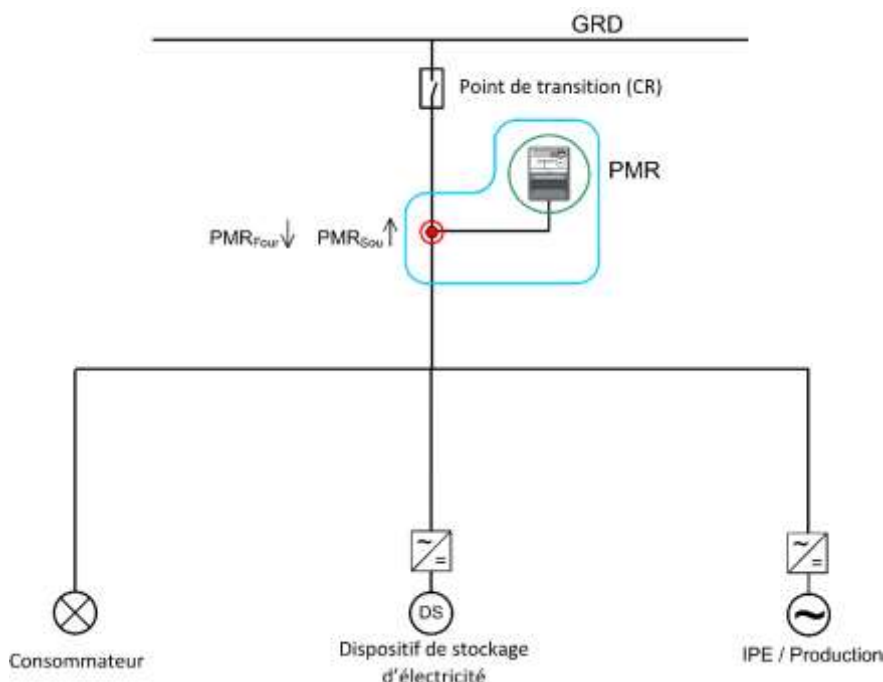 GRD
Point de transition (CR)
PMR
PMRFour↓ PMRSou↑
~
=
~
=
DS
~
Consommateur
Dispositif de stockage
d'électricité
IPE / Production